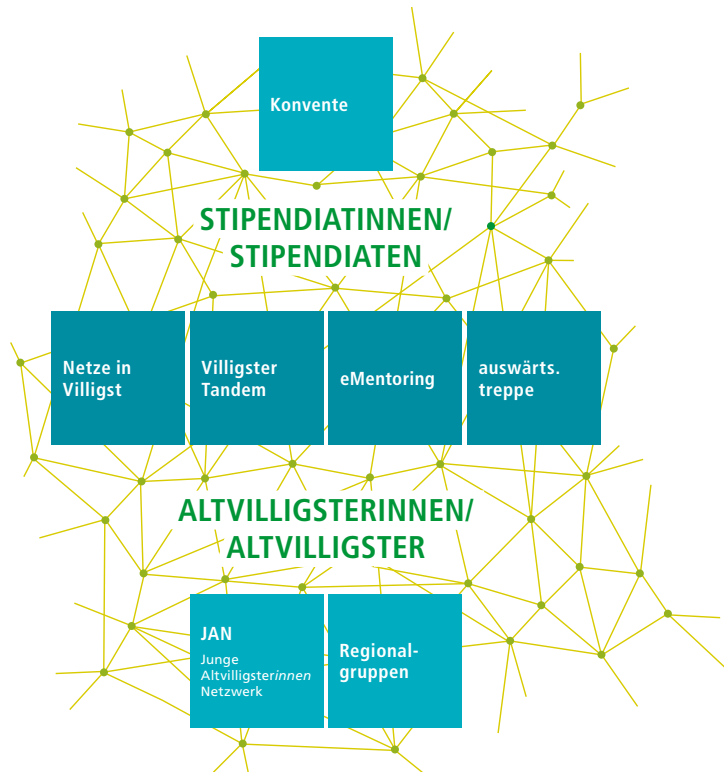 Konvente
STIPENDIATINNEN/
STIPENDIATEN
Netze in
Villigst
Villigster
Tandem
eMentoring
auswärts.
treppe
ALTVILLIGSTERINNEN/
ALTVILLIGSTER
JAN
Junge
Altvilligsterinnen
Netzwerk
Regional-
gruppen